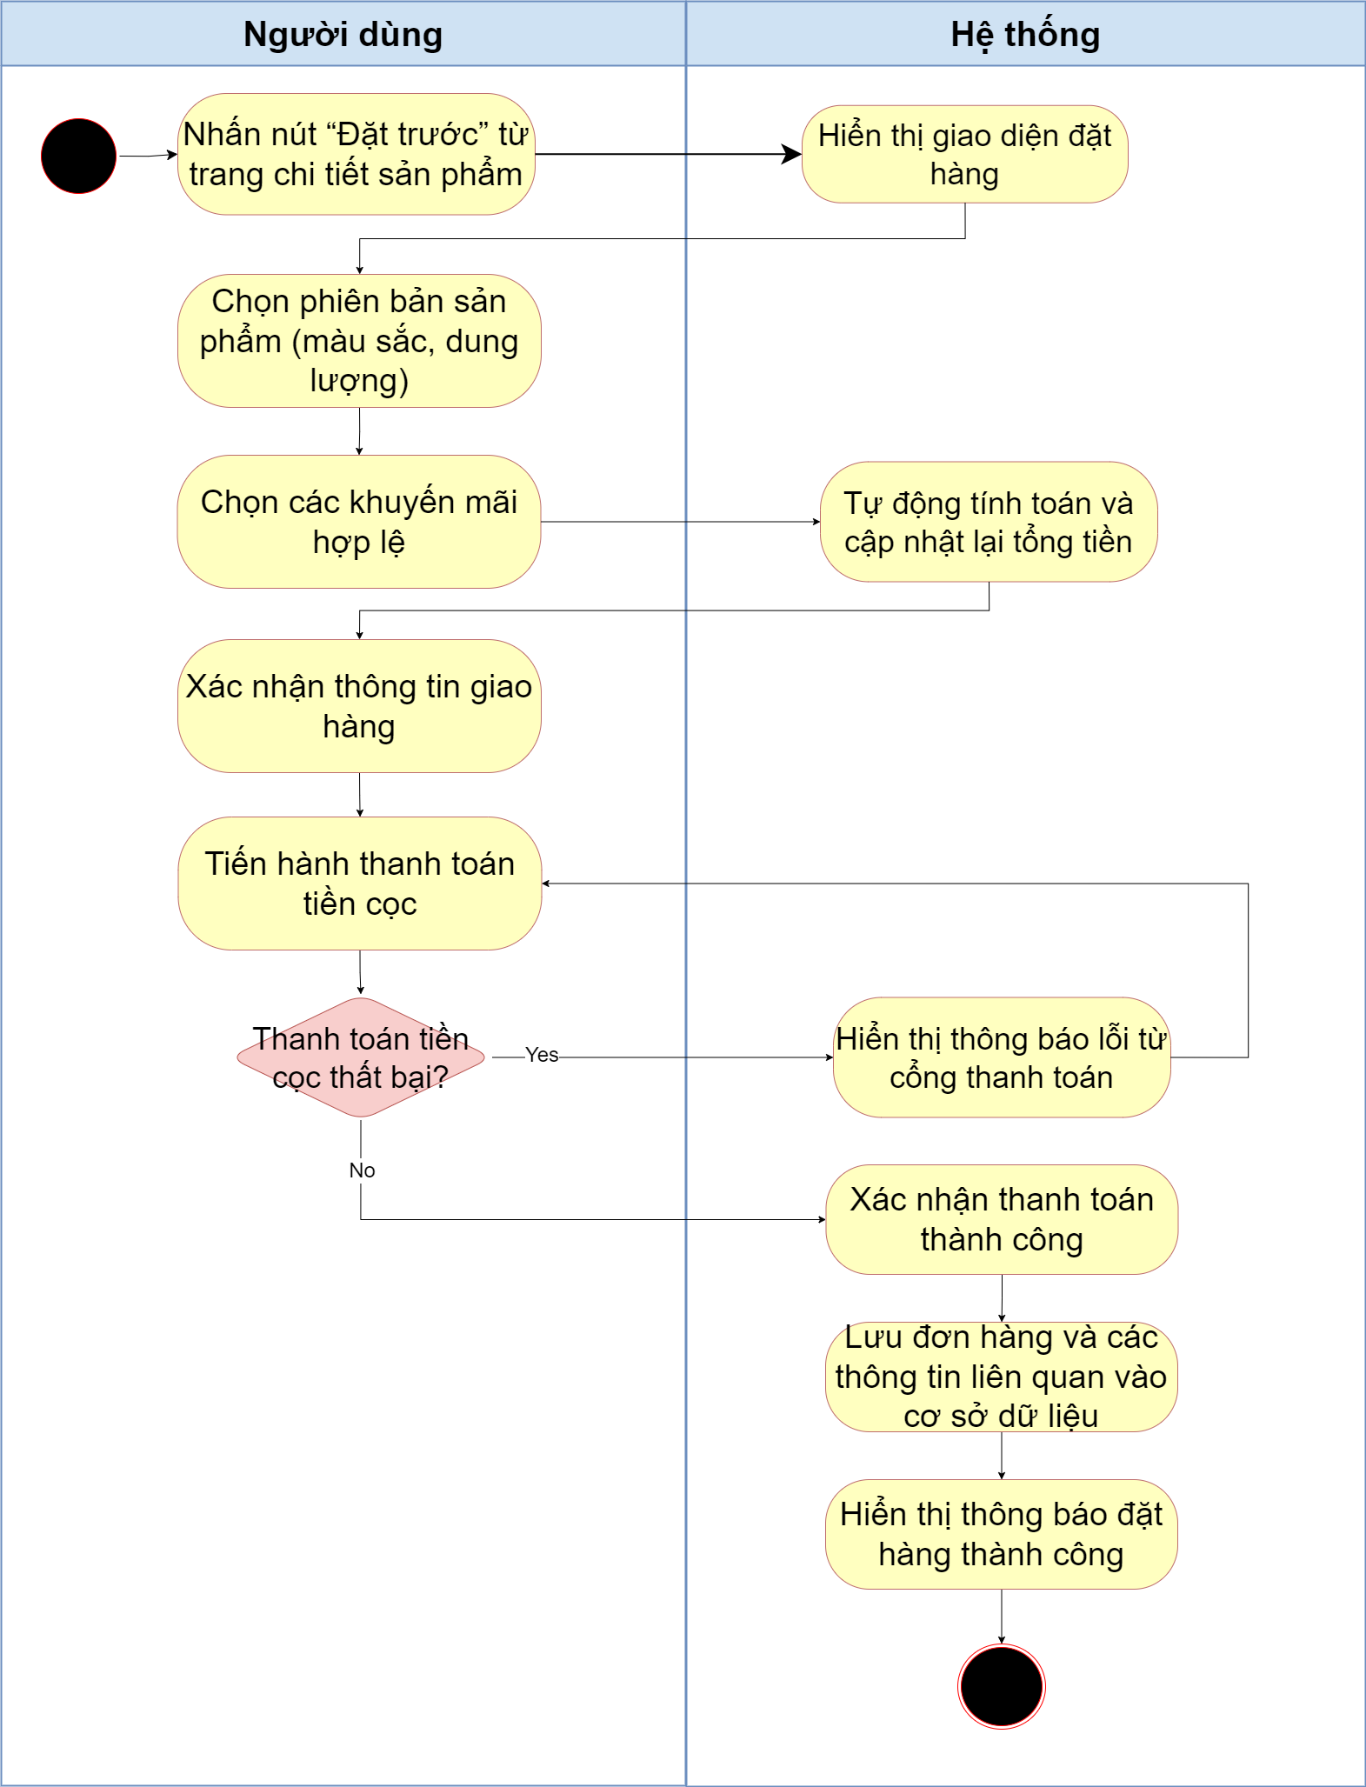 Người dùng
Hệ thống
Nhấn nút “Đặt trước” từ
trang chi tiết sản phẩm
Hiển thị giao diện đặt
hàng
Chọn phiên bản sản
phẩm (màu sắc, dung
lượng)
Chọn các khuyến mãi
hợp lệ
Tự động tính toán và
cập nhật lại tổng tiền
Xác nhận thông tin giao
hàng
Tiến hành thanh toán
tiền cọc
Thanh toán tiền
cọc thất bại?
Yes
Hiển thị thông báo lỗi từ
cổng thanh toán
No
Xác nhận thanh toán
thành công
Lưu đơn hàng và các
thông tin liên quan vào
cơ sở dữ liệu
Hiển thị thông báo đặt
hàng thành công